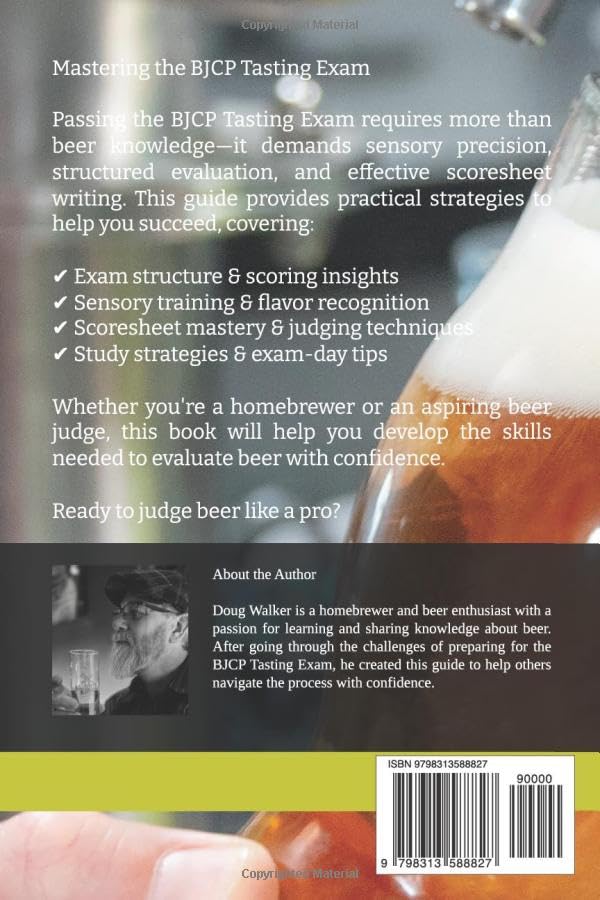 Copyrighted Material
Mastering the BJCP Tasting Exam
Passing the BJCP Tasting Exam requires more than
beer knowledge—it demands sensory precision,
structured evaluation, and effective scoresheet
writing. This guide provides practical strategies to
help you succeed, covering:
✔ Exam structure & scoring insights
✔ Sensory training & flavor recognition
✔ Scoresheet mastery & judging techniques
✔ Study strategies & exam-day tips
Whether you're a homebrewer or an aspiring beer
judge, this book will help you develop the skills
needed to evaluate beer with confidence.
Ready to judge beer like a pro?
About the Author
Doug Walker is a homebrewer and beer enthusiast with a
passion for learning and sharing knowledge about beer.
After going through the challenges of preparing for the
BJCP Tasting Exam, he created this guide to help others
navigate the process with confidence.
ISBN 9798313588827
90000
9 798313 588827
Copyrighted Material